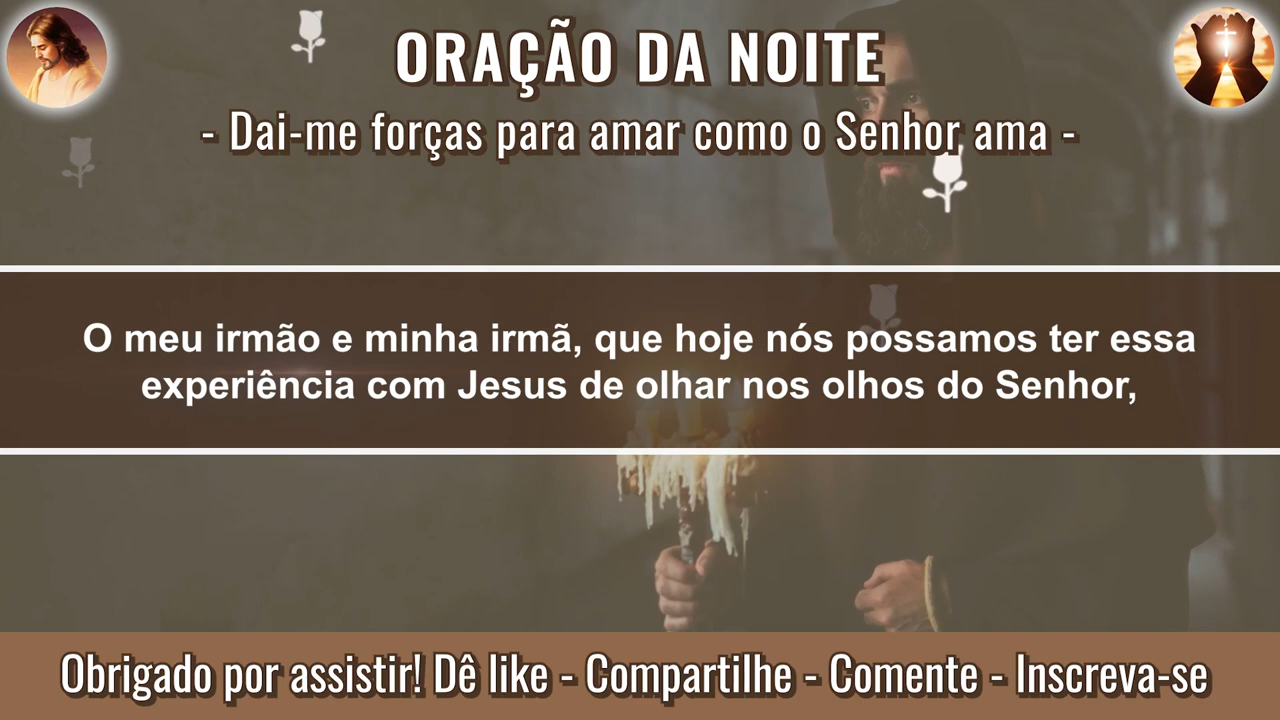 ORAÇÃO DA NOITE
- Dai-me forças para amar como o Senhor ama -
O meu irmão e minha irmã, que hoje nós possamos ter essa
experiência com Jesus de olhar nos olhos do Senhor,
Obrigado por assistir! Dê like - Compartilhe - Comente - Inscreva-se